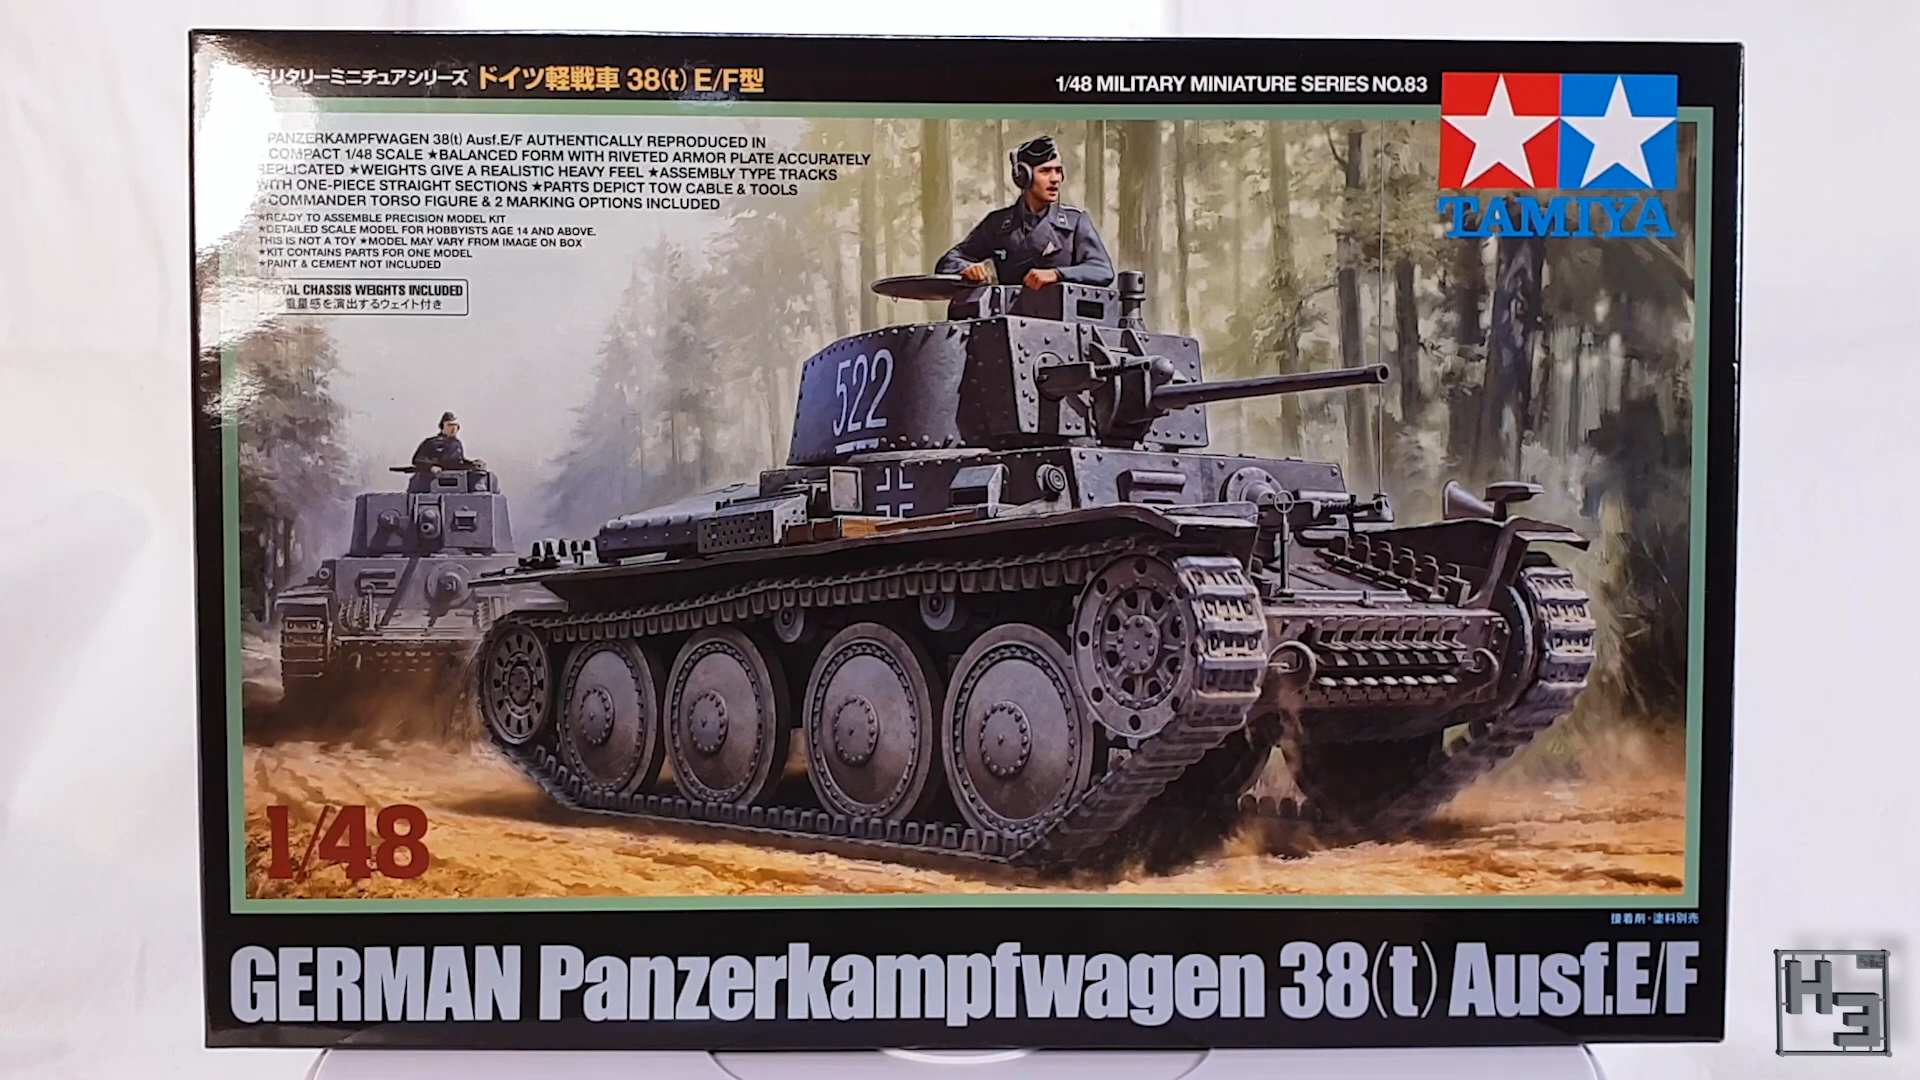 ミリタリーミニチュアシリーズ ドイツ軽戦車 38(t) E/F型
1/48 MILITARY MINIATURE SERIES NO.83
TAMIYA
PANZERKAMPFWAGEN 38(t) Ausf.E/F AUTHENTICALLY REPRODUCED IN
COMPACT 1/48 SCALE ★BALANCED FORM WITH RIVETED ARMOR PLATE ACCURATELY
REPLICATED ★WEIGHTS GIVE A REALISTIC HEAVY FEEL ★ASSEMBLY TYPE TRACKS
WITH ONE-PIECE STRAIGHT SECTIONS ★PARTS DEPICT TOW CABLE & TOOLS
★COMMANDER TORSO FIGURE & 2 MARKING OPTIONS INCLUDED
★READY TO ASSEMBLE PRECISION MODEL KIT
★DETAILED SCALE MODEL FOR HOBBYISTS AGE 14 AND ABOVE.
THIS IS NOT A TOY ★MODEL MAY VARY FROM IMAGE ON BOX
★KIT CONTAINS PARTS FOR ONE MODEL
★PAINT & CEMENT NOT INCLUDED
METAL CHASSIS WEIGHTS INCLUDED
重量感を演出するウェイト付き
522
1/48
接着剤・塗料別売
GERMAN Panzerkampfwagen 38(t) Ausf.E/F
H3